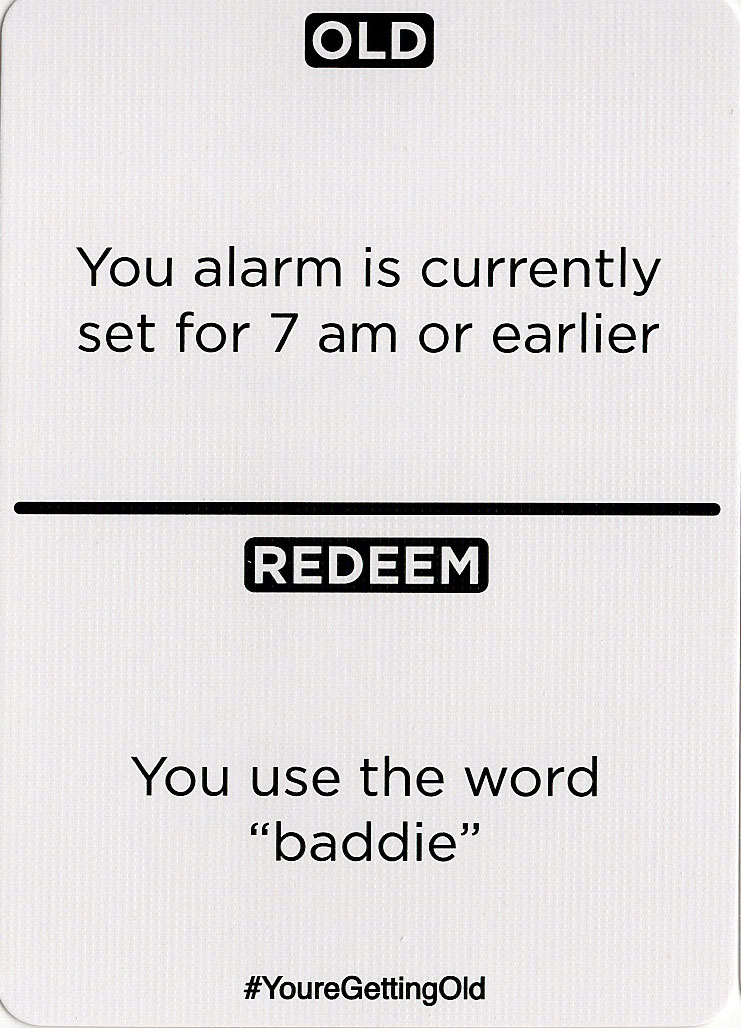 OLD
You alarm is currently
set for 7 am or earlier
REDEEM
You use the word
“baddie”
#YoureGettingOld